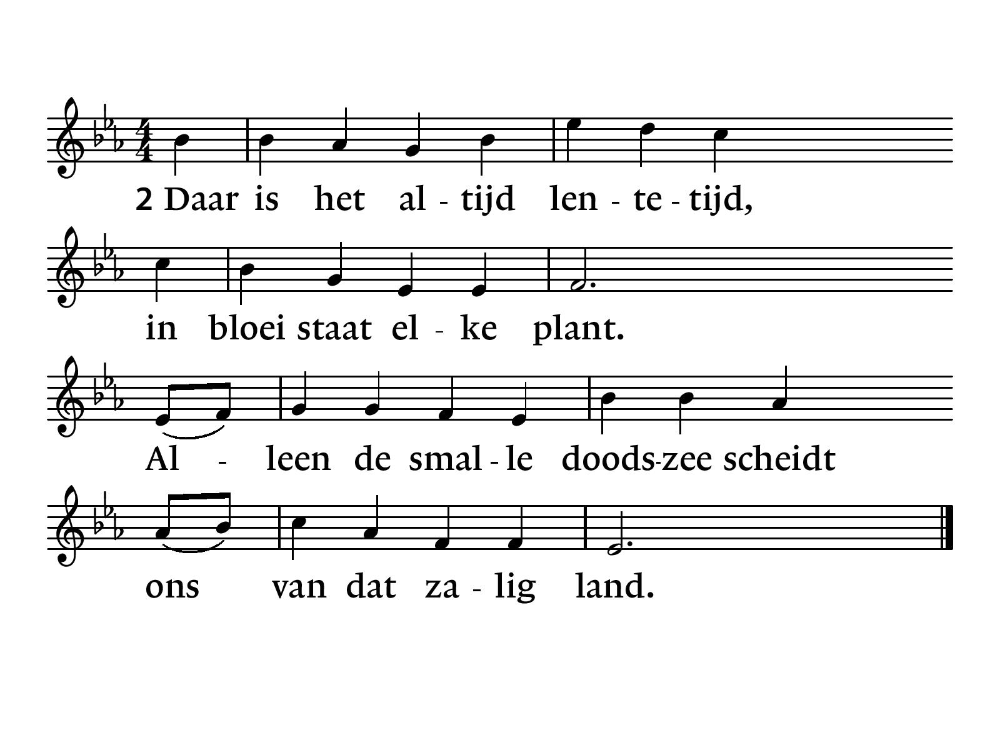 2 Daar is het al - tijd len - te - tijd,
in bloei staat el - ke plant.
Al - leen de smal - le doods-zee scheidt
ons van dat za - lig land.